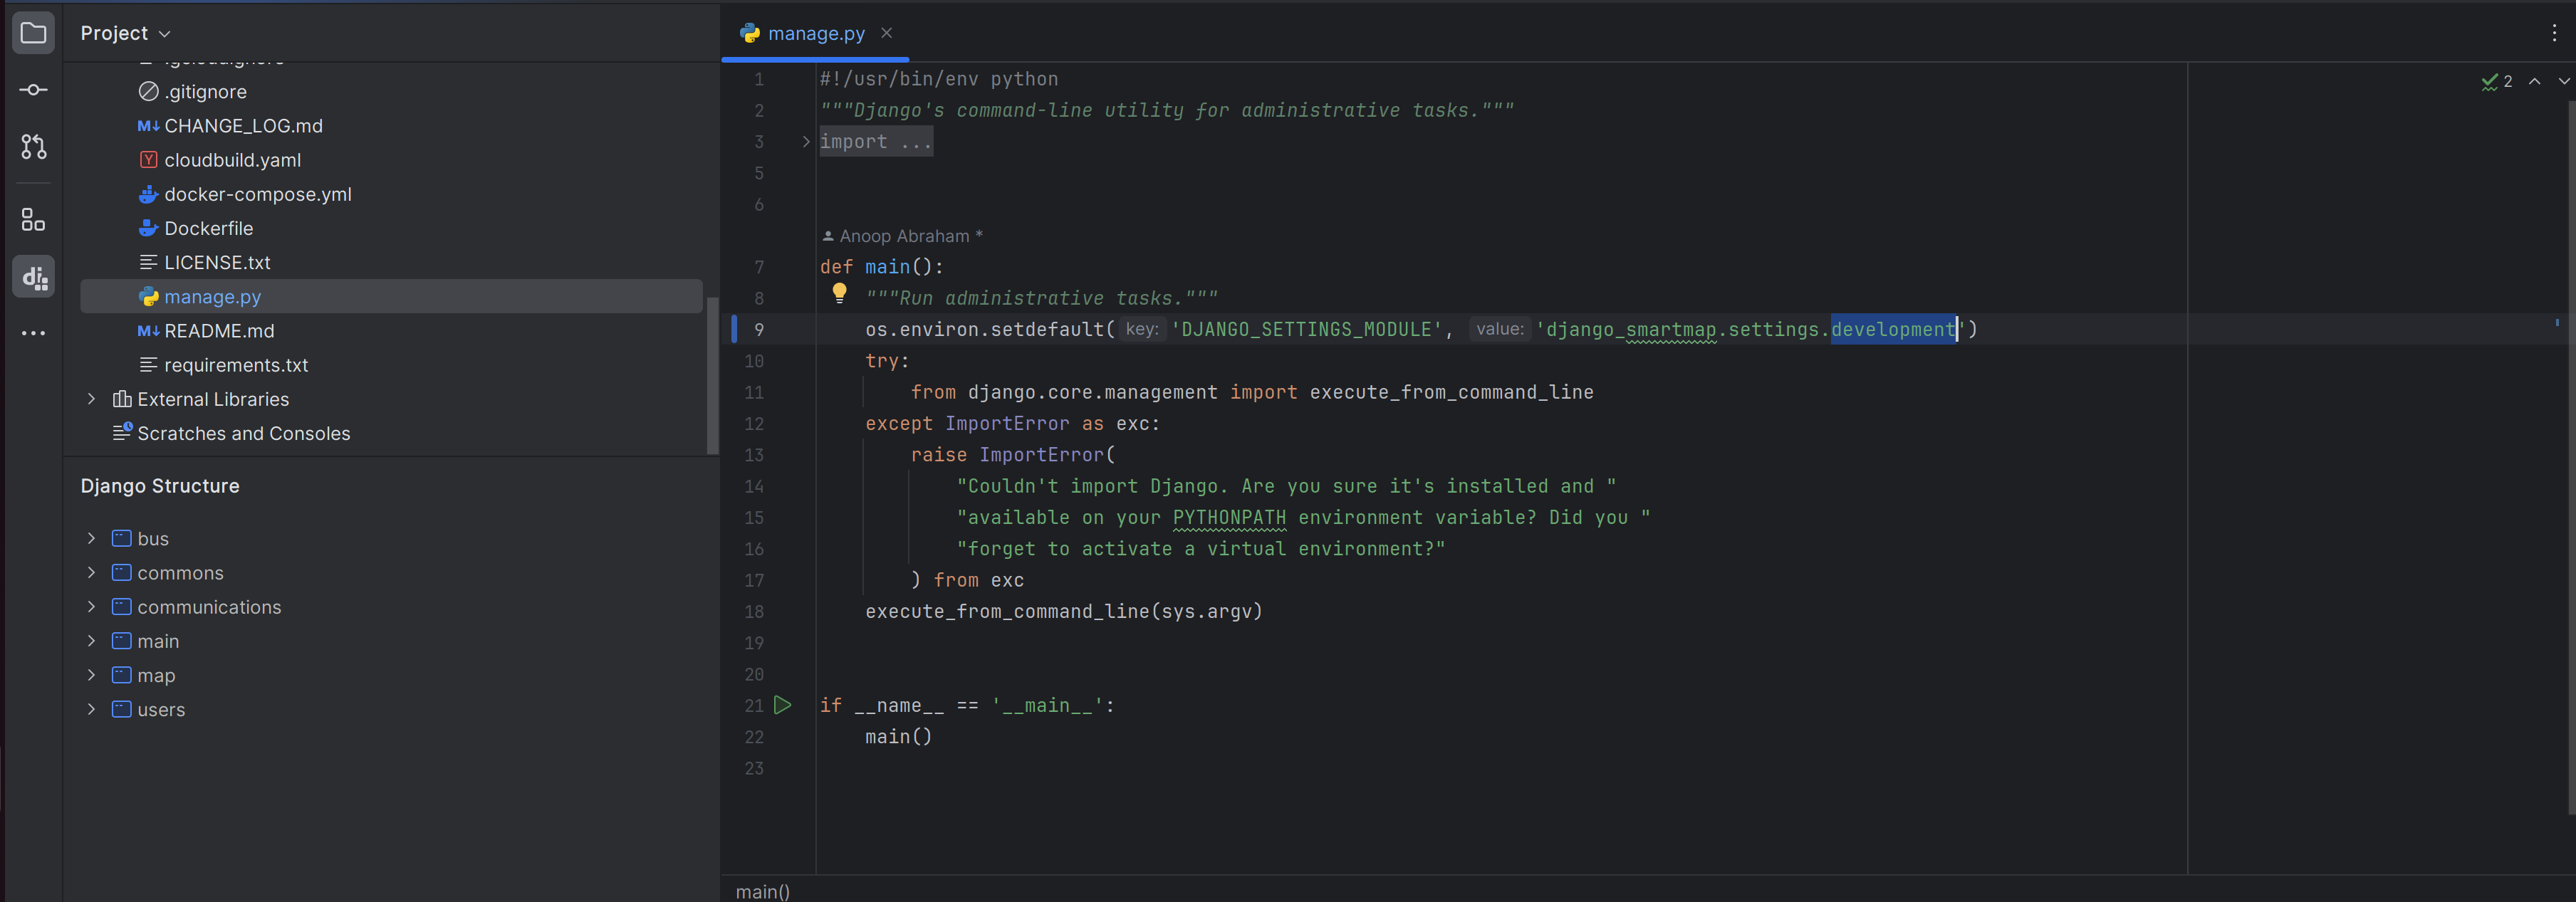 Project
.gitignore
CHANGE_LOG.md
cloudbuild.yaml
docker-compose.yml
Dockerfile
LICENSE.txt
manage.py
README.md
requirements.txt
External Libraries
Scratches and Consoles
Django Structure
bus
commons
communications
main
map
users
manage.py
2
1 #!/usr/bin/env python
2 """Django's command-line utility for administrative tasks."""
3 import ...
5
6
Anoop Abraham *
7 def main():
8 """Run administrative tasks."""
9 os.environ.setdefault( key: 'DJANGO_SETTINGS_MODULE', value: 'django_smartmap.settings.development')
10 try:
11 from django.core.management import execute_from_command_line
12 except ImportError as exc:
13 raise ImportError(
14 "Couldn't import Django. Are you sure it's installed and "
15 "available on your PYTHONPATH environment variable? Did you "
16 "forget to activate a virtual environment?"
17 ) from exc
18 execute_from_command_line(sys.argv)
19
20
21 if __name__ == '__main__':
22 main()
23
main()